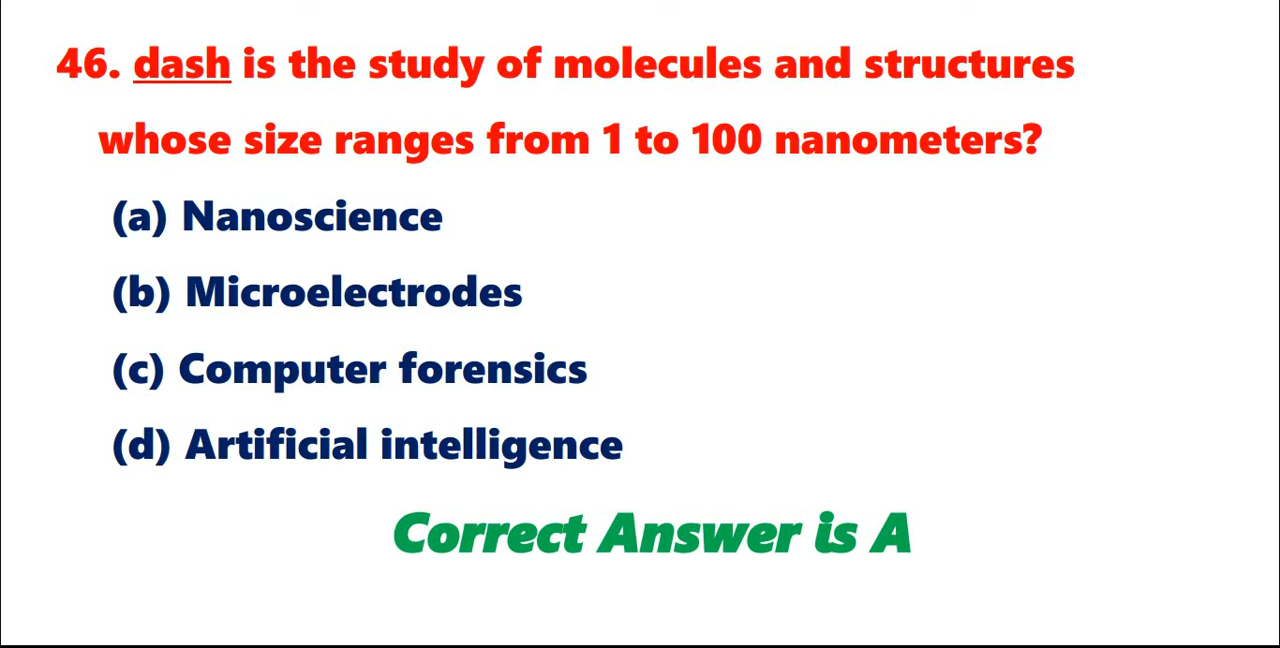 46. dash is the study of molecules and structures
whose size ranges from 1 to 100 nanometers?
(a) Nanoscience
(b) Microelectrodes
(c) Computer forensics
(d) Artificial intelligence
Correct Answer is A